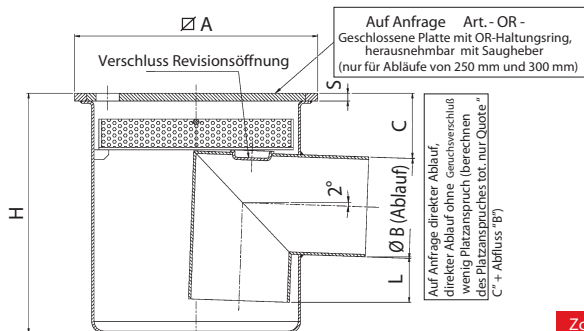 □ A
Auf Anfrage Art.- OR -
Geschlossene Platte mit OR-Haltungsring,
herausnehmbar mit Saugheber
(nur für Abläufe von 250 mm und 300 mm)
Verschluss Revisionsöffnung
S
C
H
2°
Ø B (Ablauf)
L
Auf Anfrage direkter Ablauf,
direkter Ablauf ohne Geruchsverschluß
wenig Platzanspruch (berechnen
des Platzanspruches tot. nur Quote "
C" + Abfluss "B")